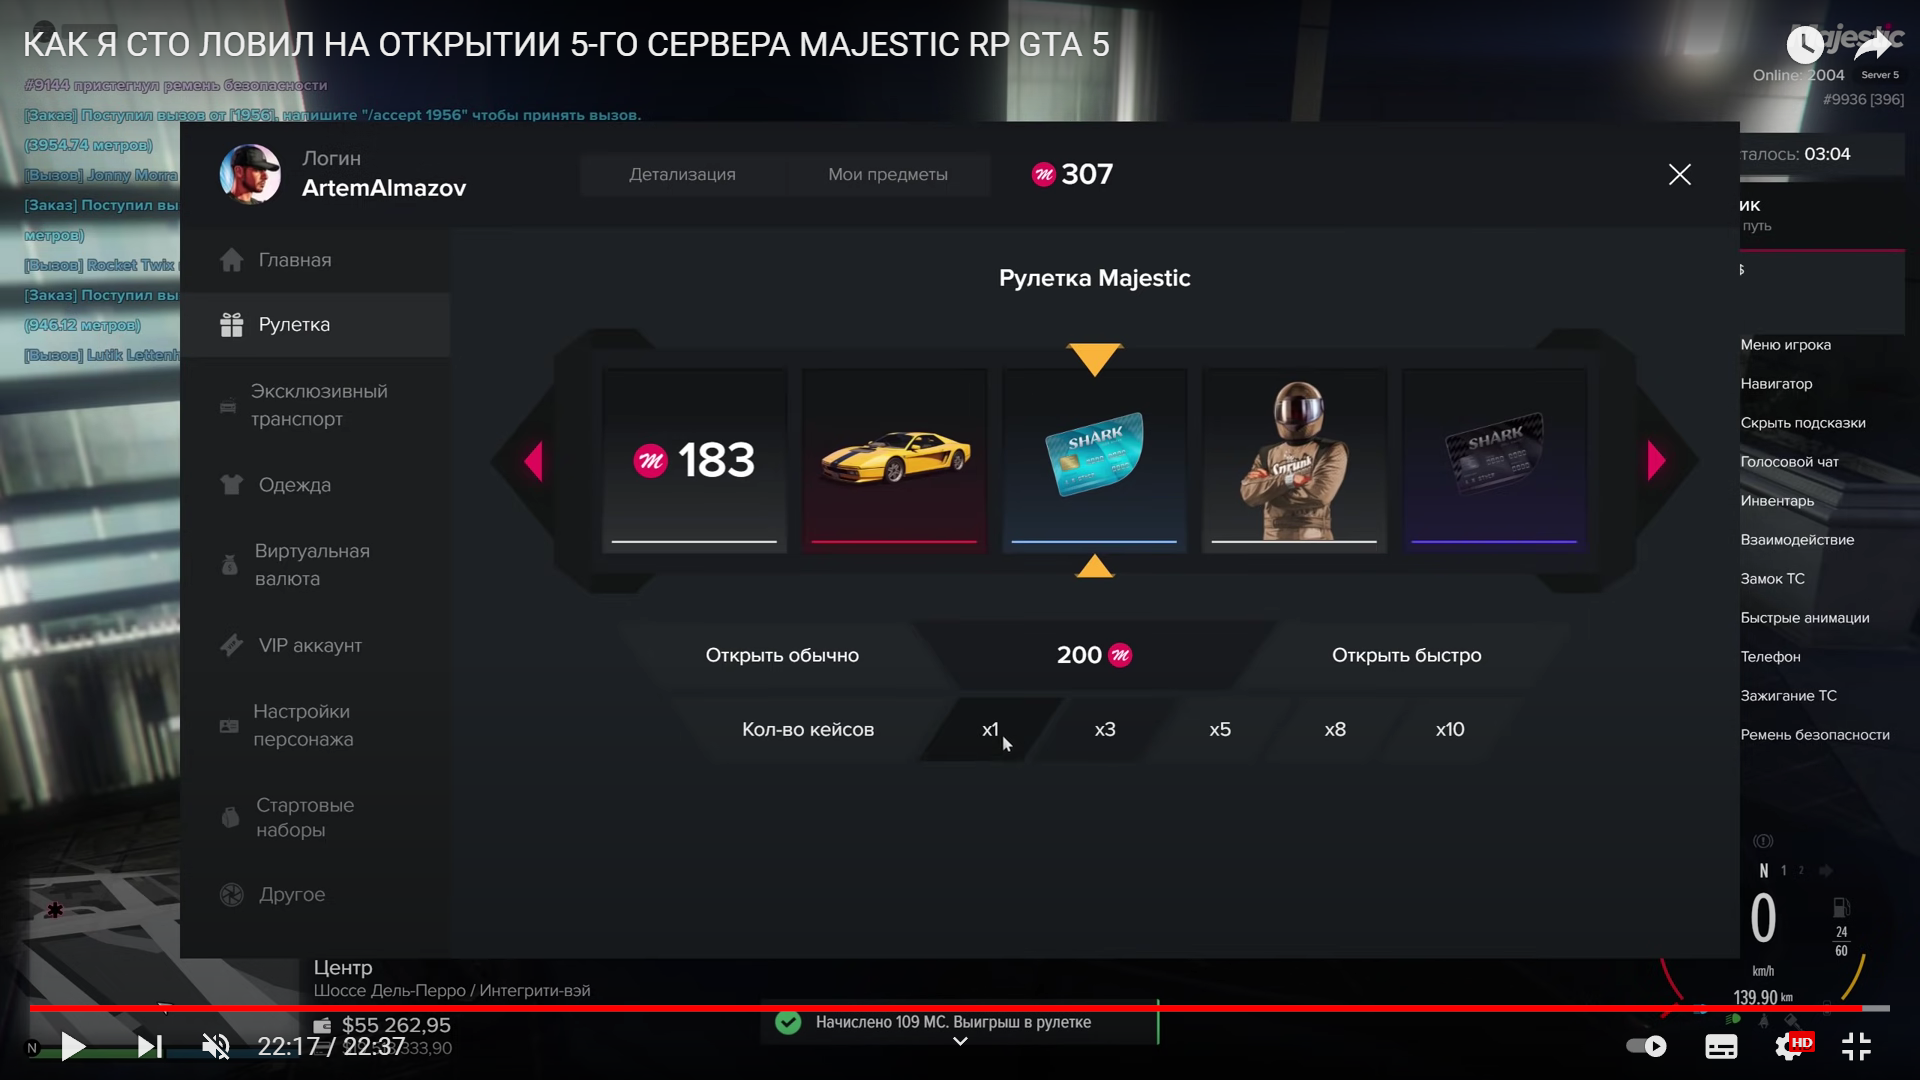 КАК Я СТО ЛОВИЛ НА ОТКРЫТИИ 5-ГО СЕРВЕРА MAJESTIC RP GTA 5
Online: 2004 Server 5
#9936 [396]
#9144 пристегнул ремень безопасности
[Заказ] Поступил вызов от [1956], напишите "/accept 1956" чтобы принять вызов.
(3954.74 метров)
[Вызов] Jonny Morra
[Заказ] Поступил вы
метров)
[Вызов] Rocket Twix
[Заказ] Поступил вы
(946.12 метров)
[Вызов] Lutik Lettenh
Логин
ArtemAlmazov
Детализация
Мои предметы
307
талось: 03:04
ик
путь
$
Главная
Рулетка
Эксклюзивный
транспорт
Одежда
Виртуальная
валюта
VIP аккаунт
Настройки
персонажа
Стартовые
наборы
Другое
Рулетка Majestic
183
SHARK
Sprunk
SHARK
Открыть обычно
200
Открыть быстро
Кол-во кейсов
x1
x3
x5
x8
x10
Меню игрока
Навигатор
Скрыть подсказки
Голосовой чат
Инвентарь
Взаимодействие
Замок ТС
Быстрые анимации
Телефон
Зажигание ТС
Ремень безопасности
N 1 2
0
24
60
km/h
139.90 km
Центр
Шоссе Дель-Перро / Интегрити-вэй
$55 262,95
333,90
Начислено 109 MC. Выигрыш в рулетке
N
22:17 / 22:37
HD